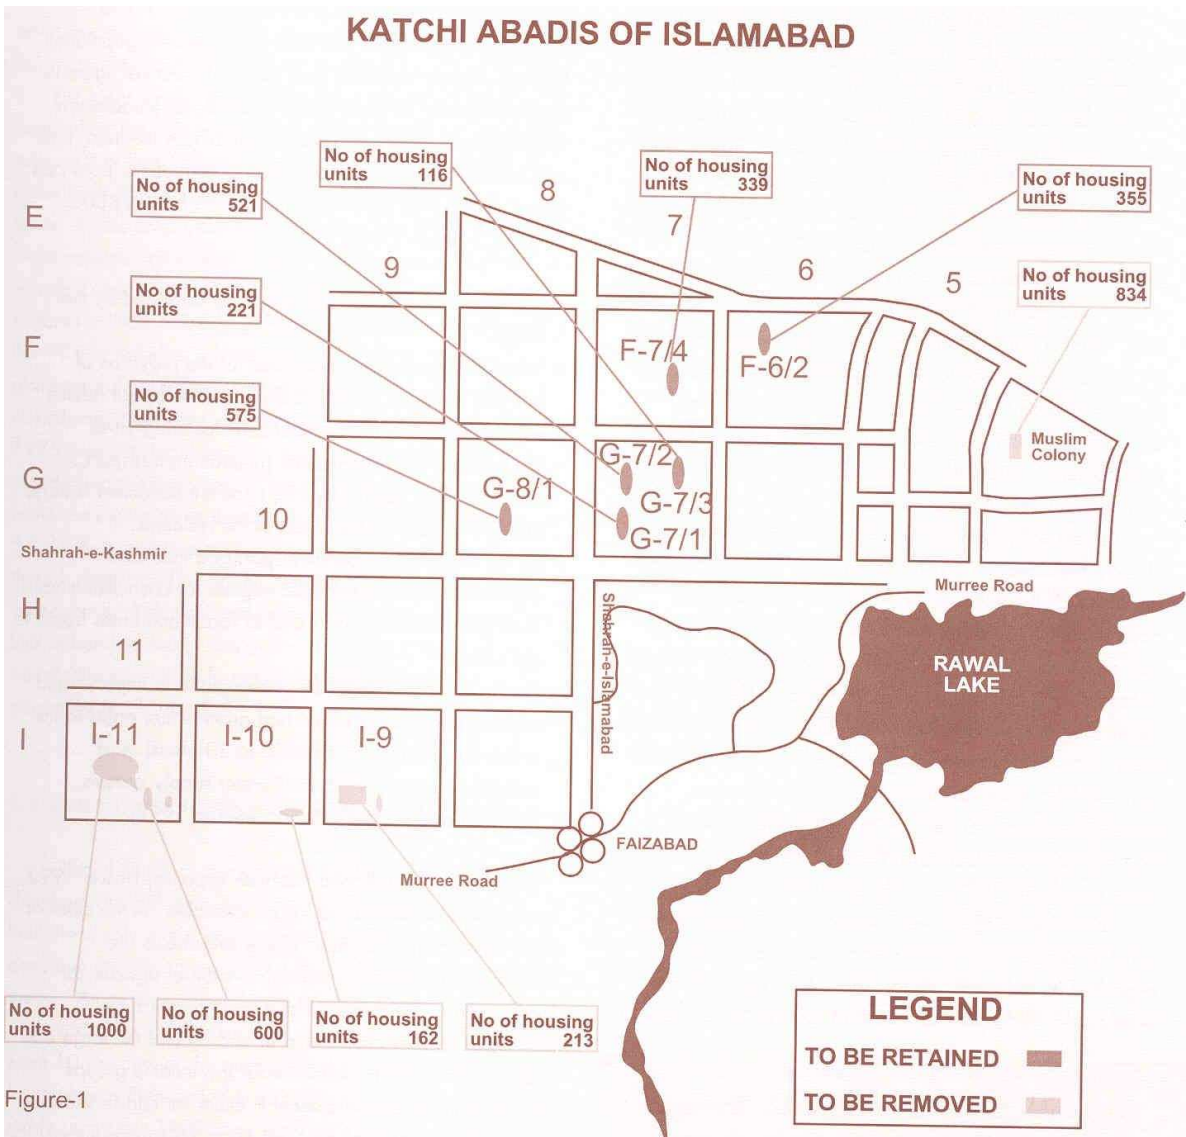 KATCHI ABADIS OF ISLAMABAD
No of housing
units 116
No of housing
units 339
No of housing
units 355
No of housing
units 521
8
7
E
9
6
5
No of housing
units 834
No of housing
units 221
F
F-7/4
F-6/2
No of housing
units 575
Muslim
Colony
G
G-7/2
G-8/1
G-7/3
G-7/1
10
Shahrah-e-Kashmir
Murree Road
H
Shahrah-e-Islamabad
11
RAWAL
LAKE
I
I-11
I-10
I-9
FAIZABAD
Murree Road
No of housing
units 1000
No of housing
units 600
No of housing
units 162
No of housing
units 213
LEGEND
TO BE RETAINED
TO BE REMOVED
Figure-1